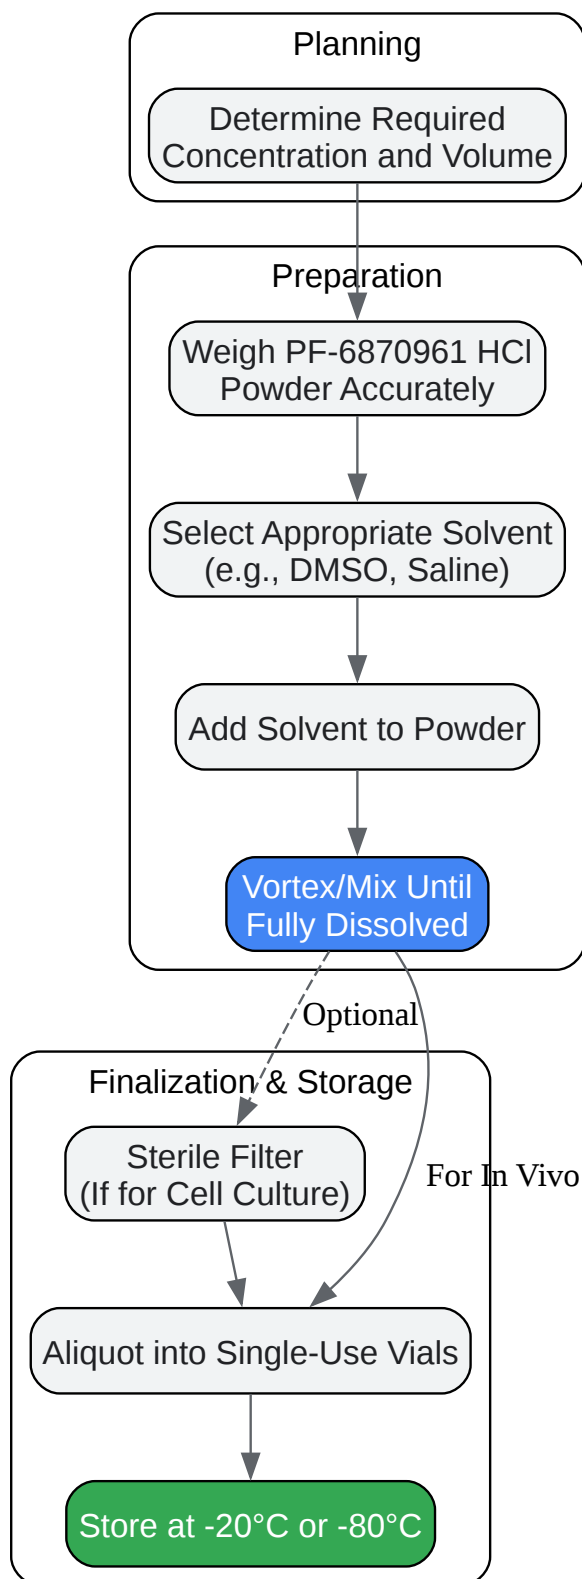 Planning
Determine Required
Concentration and Volume
Preparation
Weigh PF-6870961 HCl
Powder Accurately
Select Appropriate Solvent
(e.g., DMSO, Saline)
Add Solvent to Powder
Vortex/Mix Until
Fully Dissolved
Optional
Finalization & Storage
Sterile Filter
(If for Cell Culture)
For In Vivo
Aliquot into Single-Use Vials
Store at -20°C or -80°C